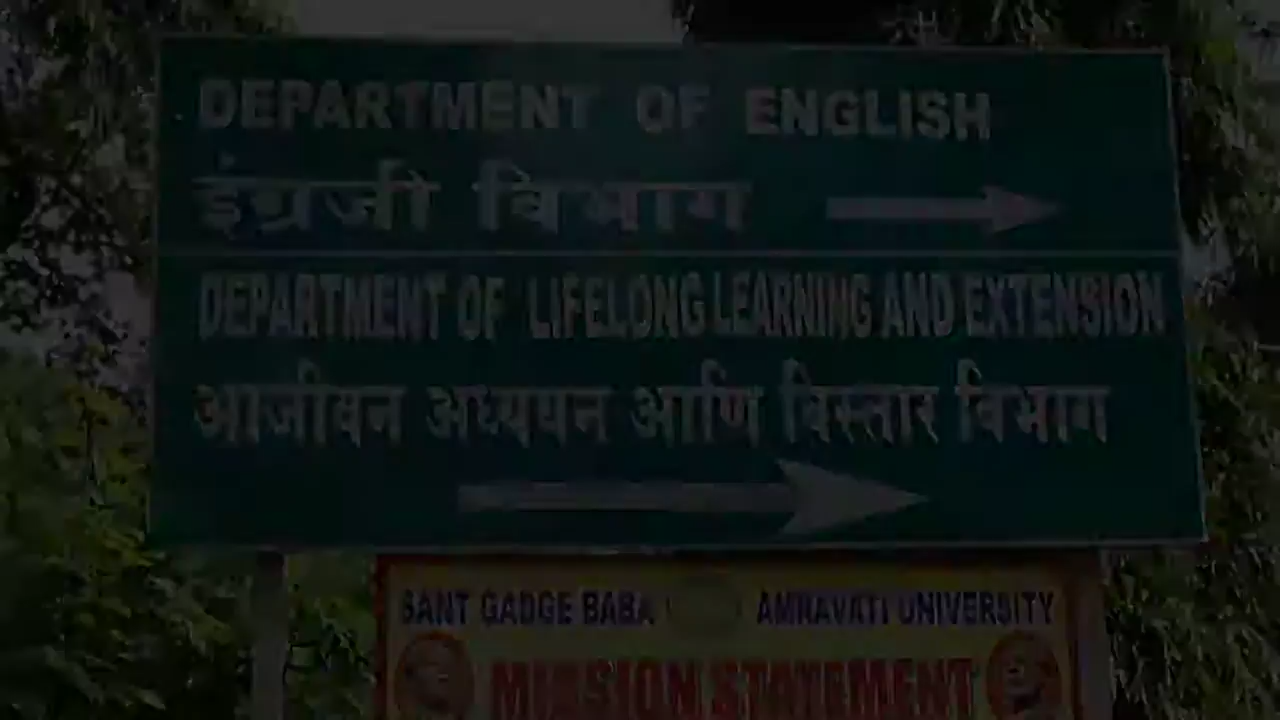 DEPARTMENT OF ENGLISH
इंग्रजी विभाग
DEPARTMENT OF LIFELONG LEARNING AND EXTENSION
आजीवन अध्ययन आणि विस्तार विभाग
SANT GADGE BABA AMRAVATI UNIVERSITY
MISSION STATEMENT